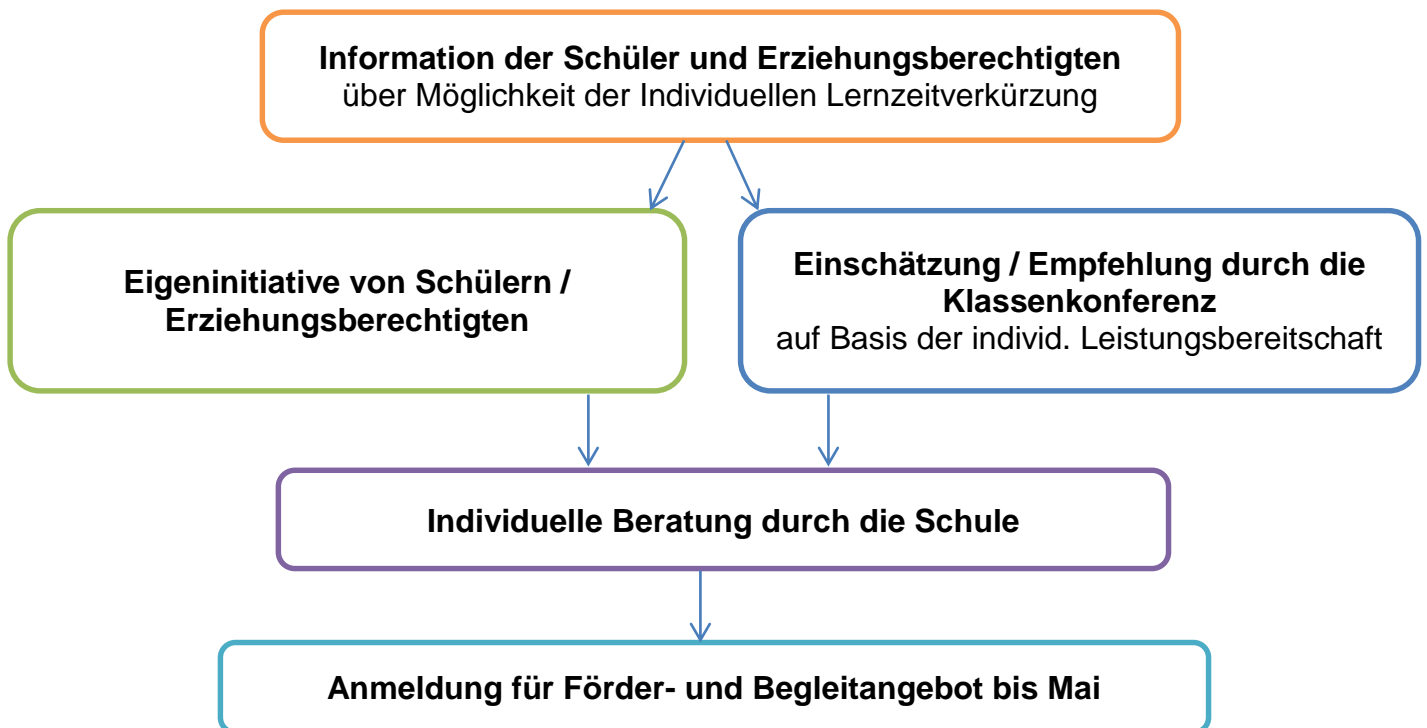 Information der Schüler und Erziehungsberechtigten
über Möglichkeit der Individuellen Lernzeitverkürzung
Eigeninitiative von Schülern /
Erziehungsberechtigten
Einschätzung / Empfehlung durch die
Klassenkonferenz
auf Basis der individ. Leistungsbereitschaft
Individuelle Beratung durch die Schule
Anmeldung für Förder- und Begleitangebot bis Mai